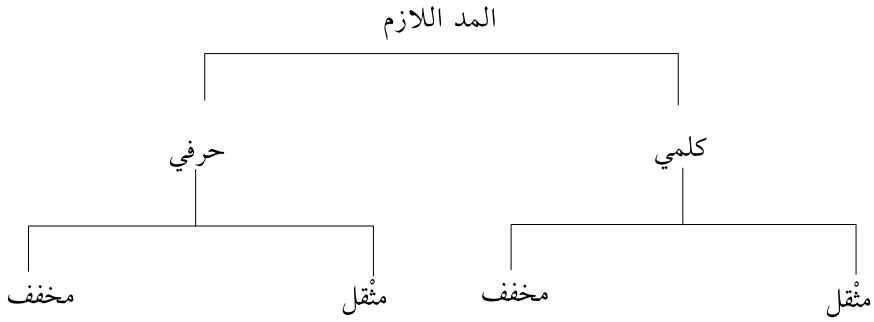 المد اللازم
كلمي
حرفي
مثْقل
مخفف
مثْقل
مخفف